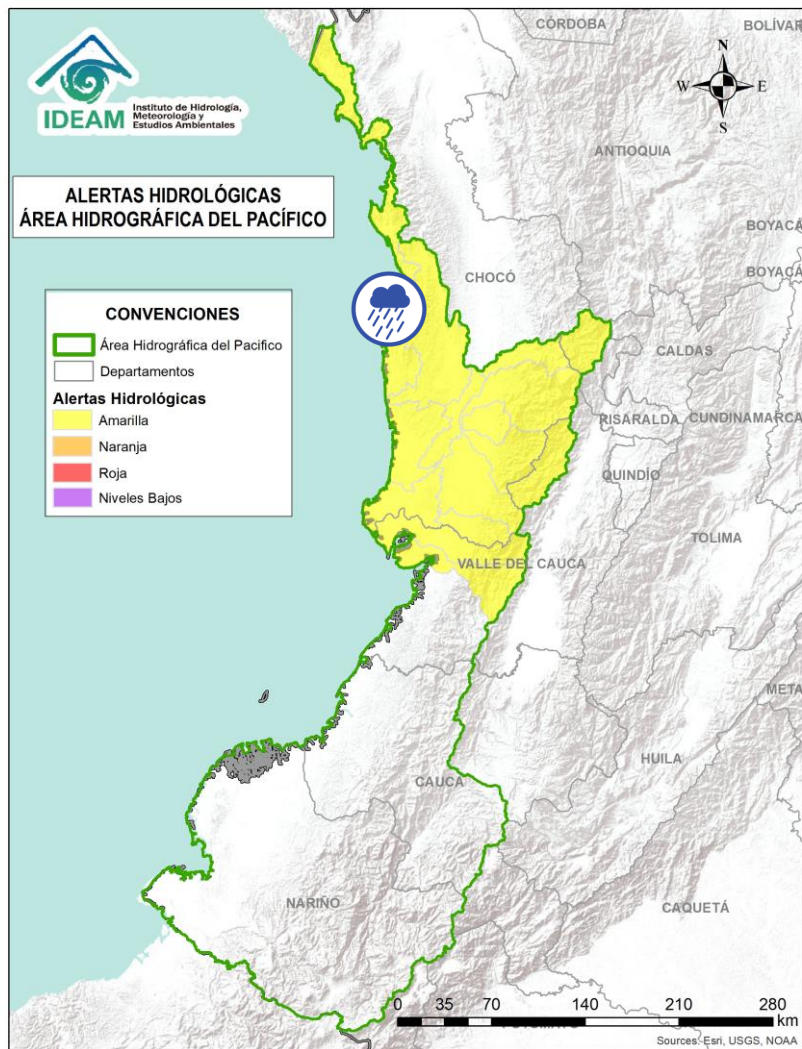 IDEAM
Instituto de Hidrología,
Meteorología y
Estudios Ambientales
ALERTAS HIDROLÓGICAS
ÁREA HIDROGRÁFICA DEL PACÍFICO
CONVENCIONES
Área Hidrográfica del Pacifico
Departamentos
Alertas Hidrológicas
Amarilla
Naranja
Roja
Niveles Bajos
N
W E
S
CÓRDOBA
BOLÍVAR
ANTIOQUIA
BOYACÁ
BOYACÁ
CHOCÓ
CALDAS
RISARALDA
CUNDINAMARCA
QUINDÍO
TOLIMA
VALLE DEL CAUCA
META
HUILA
CAUCA
NARIÑO
CAQUETÁ
0 35 70 140 210 280
km
Sources: Esri, USGS, NOAA